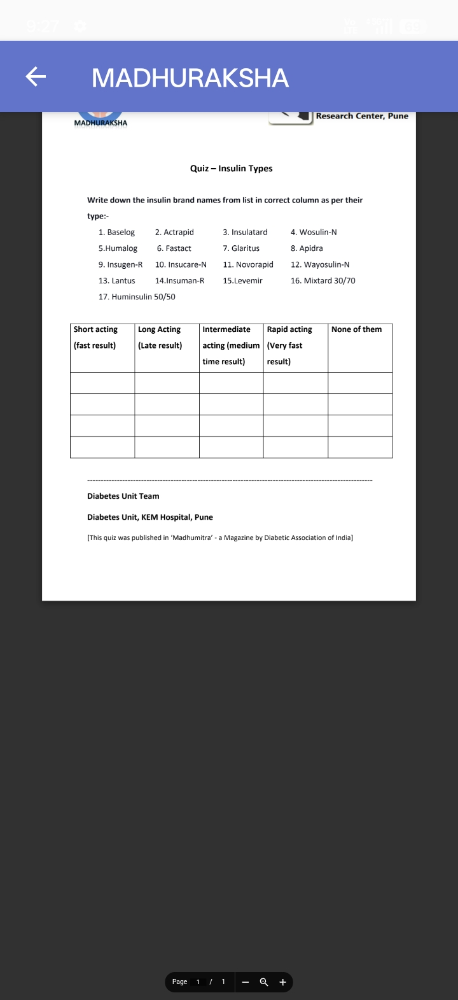 9:27
MADHURAKSHA
MADHURAKSHA
Research Center, Pune
Quiz – Insulin Types
Write down the insulin brand names from list in correct column as per their
type:-
1. Baselog 2. Actrapid 3. Insulatard 4. Wosulin-N
5.Humalog 6. Fastact 7. Glaritus 8. Apidra
9. Insugen-R 10. Insucare-N 11. Novorapid 12. Wayosulin-N
13. Lantus 14.Insuman-R 15.Levemir 16. Mixtard 30/70
17. Huminsulin 50/50
Short acting (fast result)
Long Acting (Late result)
Intermediate acting (medium time result)
Rapid acting (Very fast result)
None of them
Diabetes Unit Team
Diabetes Unit, KEM Hospital, Pune
[This quiz was published in ‘Madhumitra’ - a Magazine by Diabetic Association of India]
Page 1 / 1